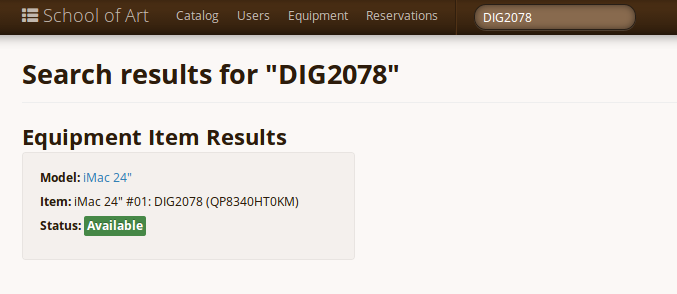 School of Art Catalog Users Equipment Reservations DIG2078
Search results for "DIG2078"
Equipment Item Results
Model: iMac 24"
Item: iMac 24" #01: DIG2078 (QP8340HT0KM)
Status: Available